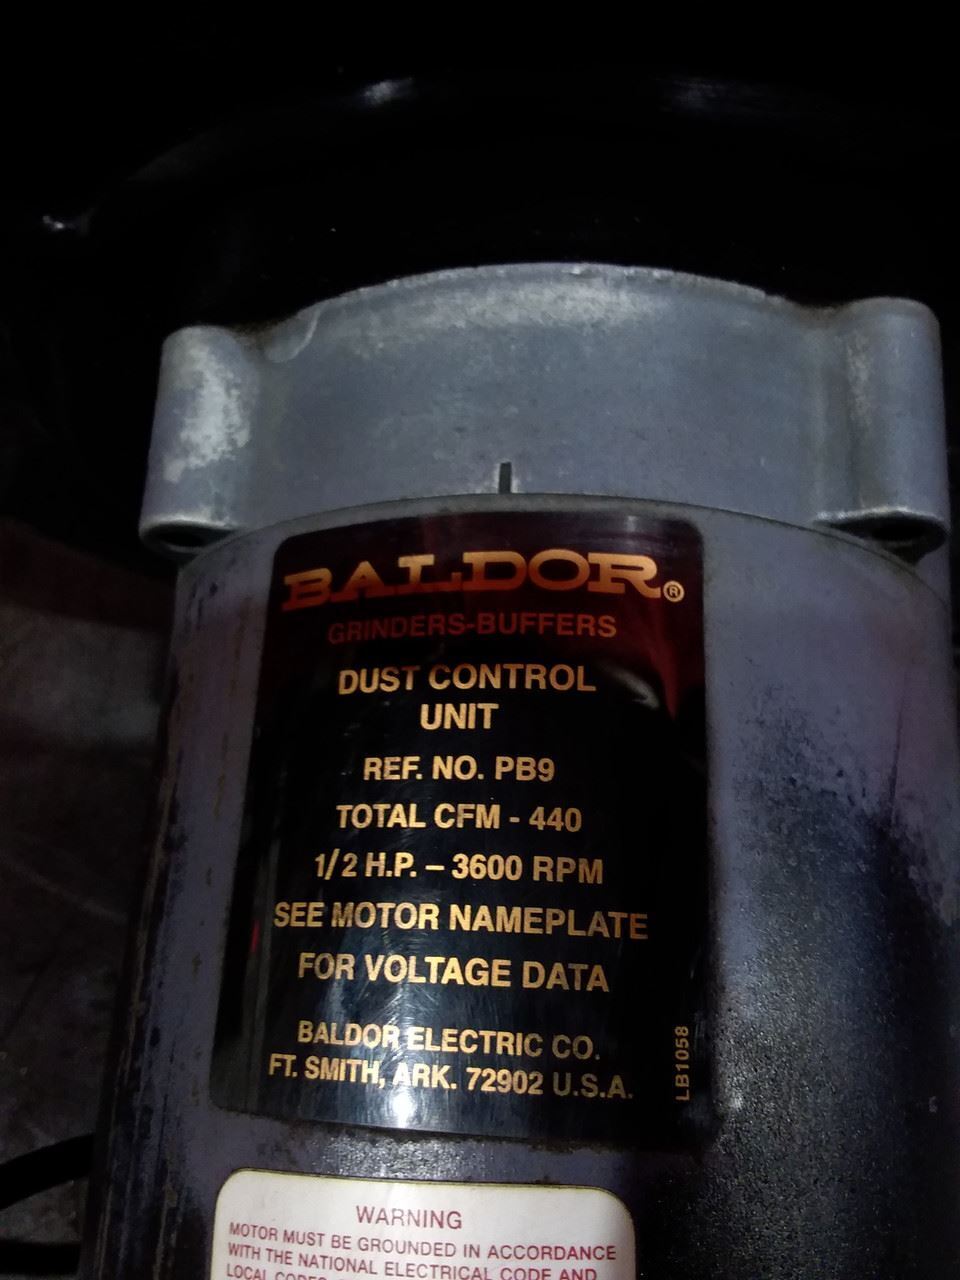 BALDOR®
GRINDERS-BUFFERS
DUST CONTROL
UNIT
REF. NO. PB9
TOTAL CFM - 440
1/2 H.P. – 3600 RPM
SEE MOTOR NAMEPLATE
FOR VOLTAGE DATA
BALDOR ELECTRIC CO.
FT. SMITH, ARK. 72902 U.S.A.
LB1058
WARNING
MOTOR MUST BE GROUNDED IN ACCORDANCE
WITH THE NATIONAL ELECTRICAL CODE AND
LOCAL CODES